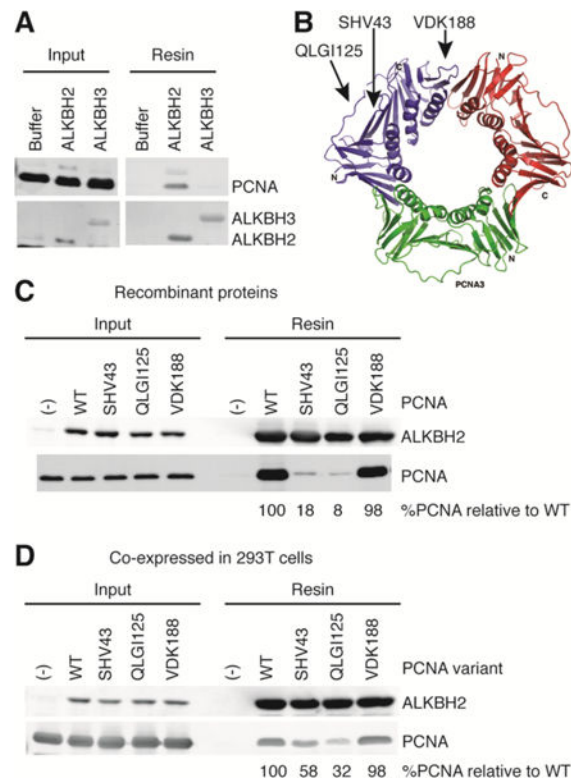 A
Input
Resin
Buffer
ALKBH2
ALKBH3
Buffer
ALKBH2
ALKBH3
PCNA
ALKBH3
ALKBH2
B
SHV43
VDK188
QLGI125
C
N
N
C
N
PCNA3
C
Recombinant proteins
Input
Resin
(-)
WT
SHV43
QLGI125
VDK188
(-)
WT
SHV43
QLGI125
VDK188
PCNA
ALKBH2
PCNA
100 18 8 98 %PCNA relative to WT
D
Co-expressed in 293T cells
Input
Resin
(-)
WT
SHV43
QLGI125
VDK188
(-)
WT
SHV43
QLGI125
VDK188
PCNA variant
ALKBH2
PCNA
100 58 32 98 %PCNA relative to WT